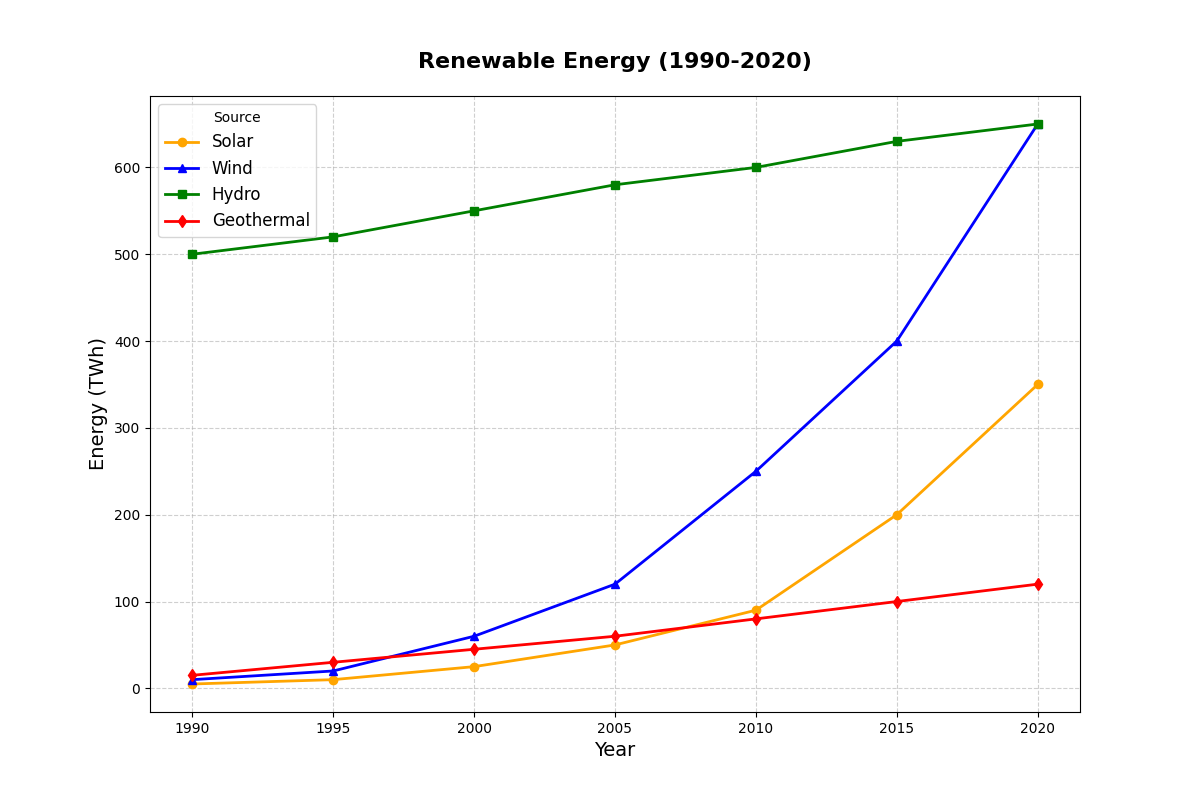 Renewable Energy (1990-2020)
Source
Solar
Wind
Hydro
Geothermal
600
500
400
300
200
100
0
Energy (TWh)
1990 1995 2000 2005 2010 2015 2020
Year